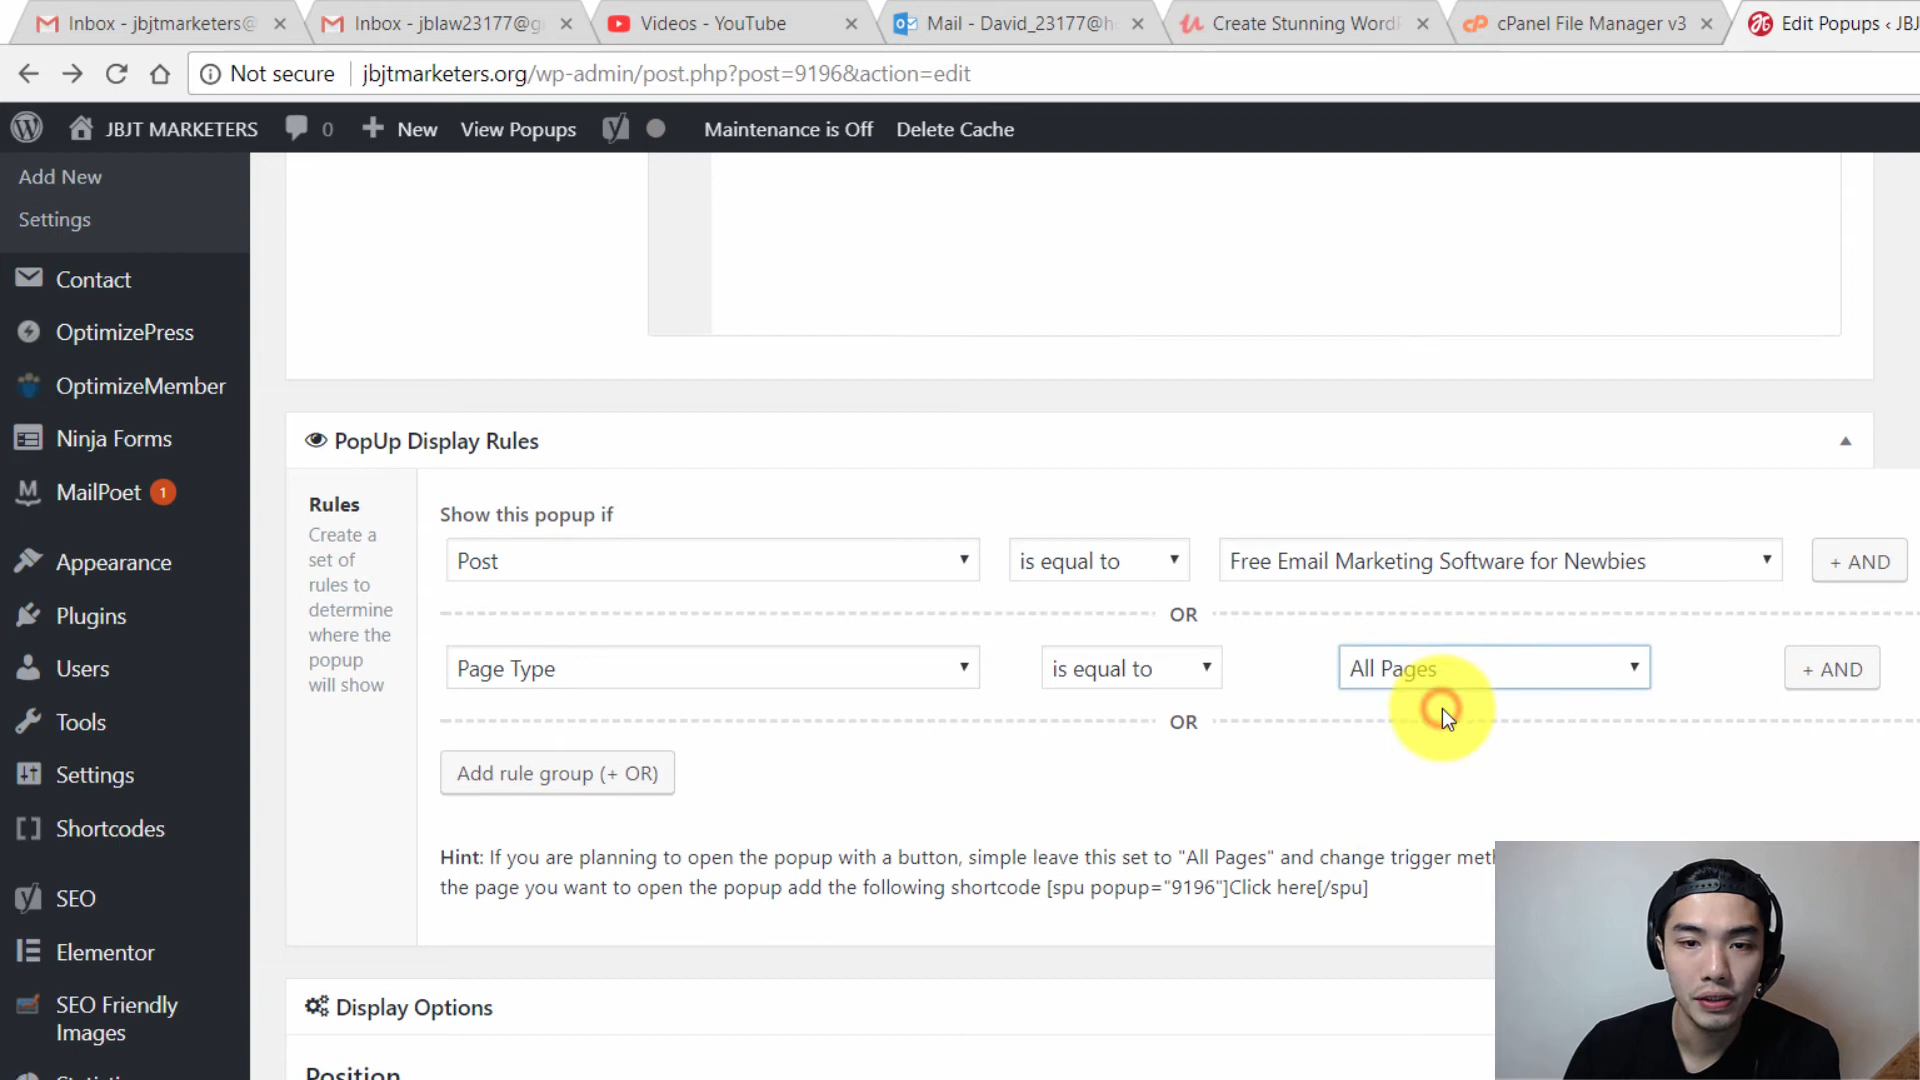 Inbox - jbjtmarketers@
Inbox - jblaw23177@g
Videos - YouTube
Mail - David_23177@h
Create Stunning WordP
cPanel File Manager v3
Edit Popups ‹ JBJ
Not secure
jbjtmarketers.org/wp-admin/post.php?post=9196&action=edit
JBJT MARKETERS
0
New
View Popups
Maintenance is Off
Delete Cache
Add New
Settings
Contact
OptimizePress
OptimizeMember
Ninja Forms
MailPoet 1
Appearance
Plugins
Users
Tools
Settings
Shortcodes
SEO
Elementor
SEO Friendly
Images
PopUp Display Rules
Rules
Create a
set of
rules to
determine
where the
popup
will show
Show this popup if
Post
is equal to
Free Email Marketing Software for Newbies
+ AND
OR
Page Type
is equal to
All Pages
+ AND
OR
Add rule group (+ OR)
Hint: If you are planning to open the popup with a button, simple leave this set to "All Pages" and change trigger met
the page you want to open the popup add the following shortcode [spu popup="9196"]Click here[/spu]
Display Options
Position